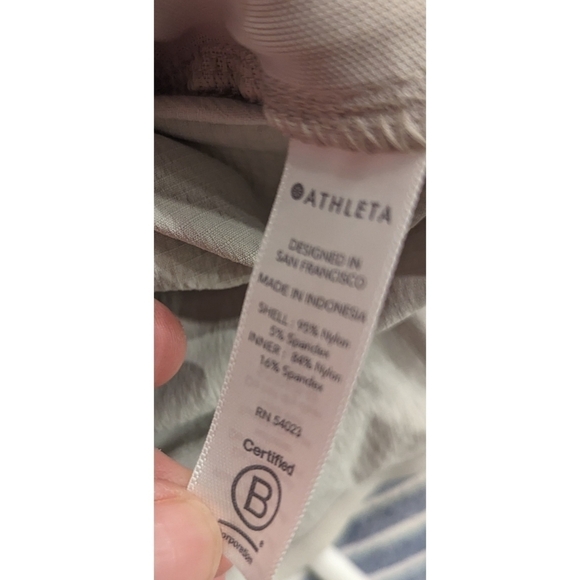 ATHLETA
DESIGNED IN
SAN FRANCISCO
MADE IN INDONESIA
SHELL : 95% Nylon
5% Spandex
INNER : 84% Nylon
16% Spandex
RN 54023
Certified
B
Corporation